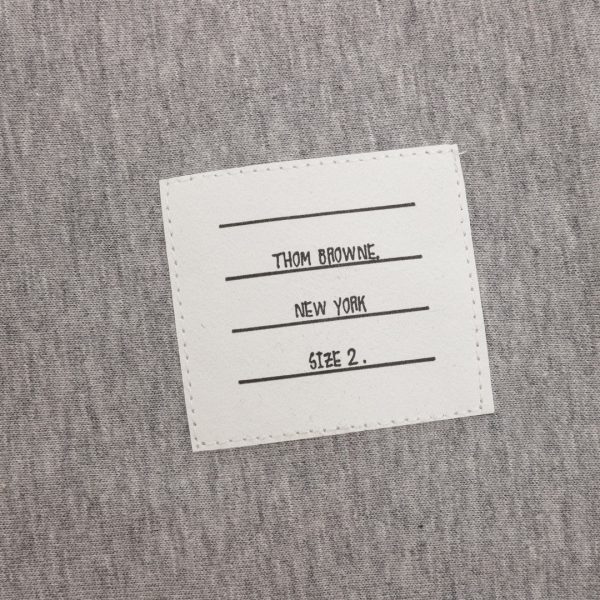 THOM BROWNE.
NEW YORK
SIZE 2.